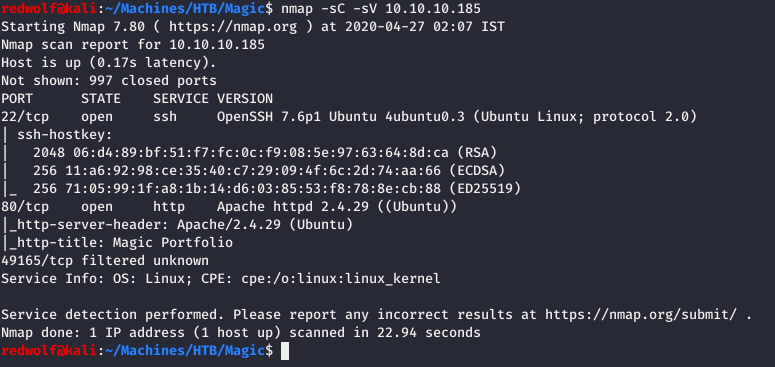 redwolf@kali:~/Machines/HTB/Magic$ nmap -sC -sV 10.10.10.185
Starting Nmap 7.80 ( https://nmap.org ) at 2020-04-27 02:07 IST
Nmap scan report for 10.10.10.185
Host is up (0.17s latency).
Not shown: 997 closed ports
PORT      STATE    SERVICE VERSION
22/tcp    open     ssh     OpenSSH 7.6p1 Ubuntu 4ubuntu0.3 (Ubuntu Linux; protocol 2.0)
| ssh-hostkey:
|   2048 06:d4:89:bf:51:f7:fc:0c:f9:08:5e:97:63:64:8d:ca (RSA)
|   256 11:a6:92:98:ce:35:40:c7:29:09:4f:6c:2d:74:aa:66 (ECDSA)
|_  256 71:05:99:1f:a8:1b:14:d6:03:85:53:f8:78:8e:cb:88 (ED25519)
80/tcp    open     http    Apache httpd 2.4.29 ((Ubuntu))
|_http-server-header: Apache/2.4.29 (Ubuntu)
|_http-title: Magic Portfolio
49165/tcp filtered unknown
Service Info: OS: Linux; CPE: cpe:/o:linux:linux_kernel

Service detection performed. Please report any incorrect results at https://nmap.org/submit/ .
Nmap done: 1 IP address (1 host up) scanned in 22.94 seconds
redwolf@kali:~/Machines/HTB/Magic$